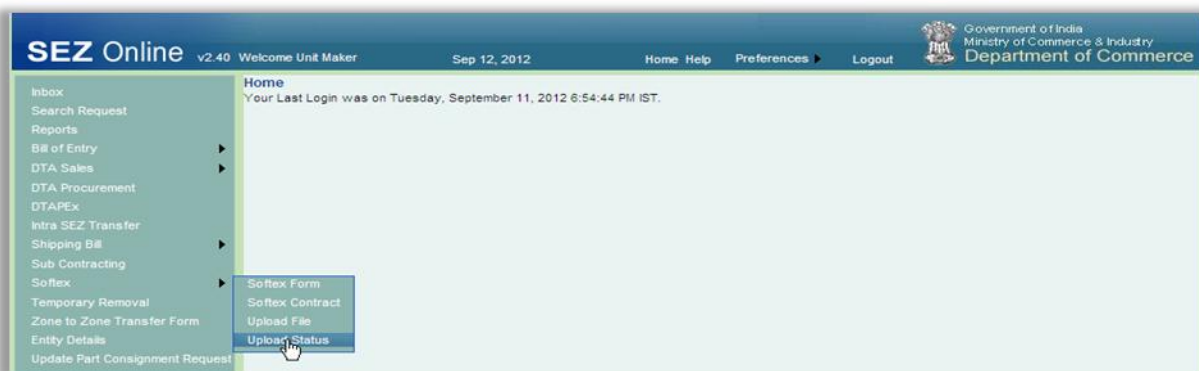 Government of India
Ministry of Commerce & Industry
Department of Commerce
SEZ Online v2.40 Welcome Unit Maker Sep 12, 2012 Home Help Preferences Logout
Home
Your Last Login was on Tuesday, September 11, 2012 6:54:44 PM IST.
Inbox
Search Request
Reports
Bill of Entry
DTA Sales
DTA Procurement
DTAPEx
Intra SEZ Transfer
Shipping Bill
Sub Contracting
Softex
Temporary Removal
Zone to Zone Transfer Form
Entity Details
Update Part Consignment Request
Softex Form
Softex Contract
Upload File
Upload Status